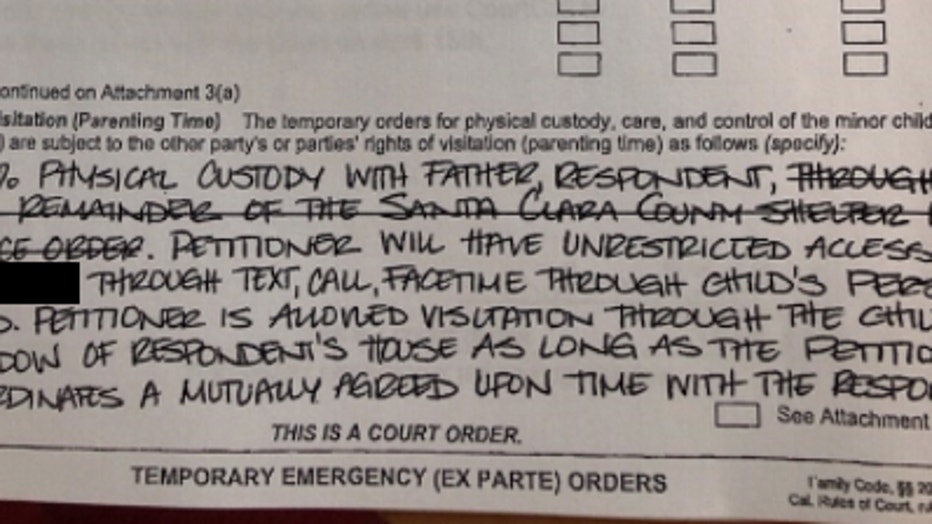 ontinued on Attachment 3(a)
isitation (Parenting Time) The temporary orders for physical custody, care, and control of the minor child
) are subject to the other party's or parties' rights of visitation (parenting time) as follows (specify):
% PHYSICAL CUSTODY WITH FATHER, RESPONDENT, THROUGH
REMAINDER OF THE SANTA CLARA COUNTY SHELTER
CE ORDER. PETITIONER WILL HAVE UNRESTRICTED ACCESS
THROUGH TEXT, CALL, FACETIME THROUGH CHILD'S PERS
D. PETITIONER IS ALLOWED VISITATION THROUGH THE CHIL
DOW OF RESPONDENT'S HOUSE AS LONG AS THE PETITIO
RDINATES A MUTUALLY AGREED UPON TIME WITH THE RESPO
See Attachment
THIS IS A COURT ORDER.
TEMPORARY EMERGENCY (EX PARTE) ORDERS
Family Code, §§ 20
Cal. Rules of Court, ru